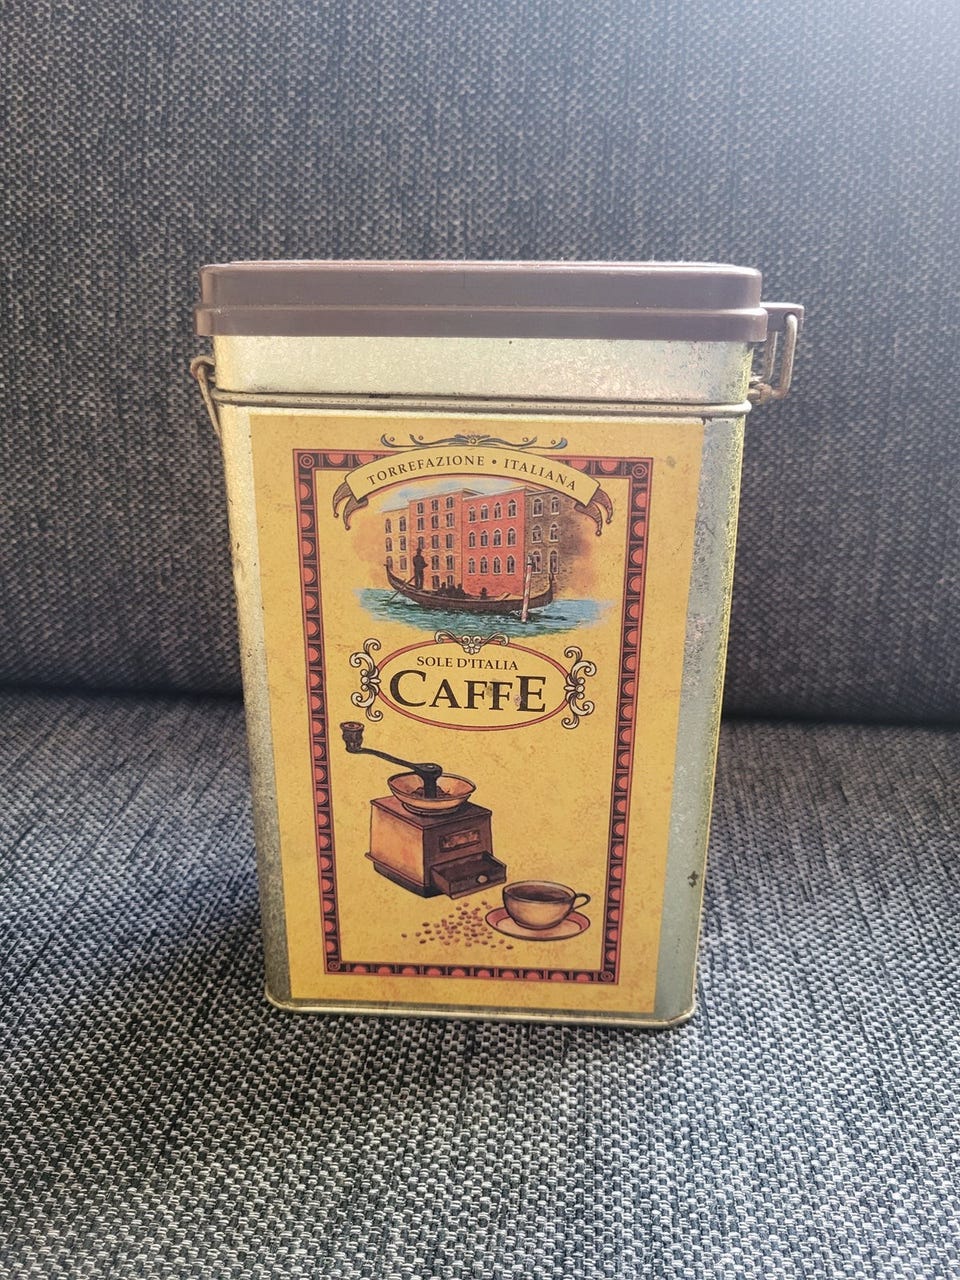 TORREFAZIONE • ITALIANA
SOLE D'ITALIA
CAFFE